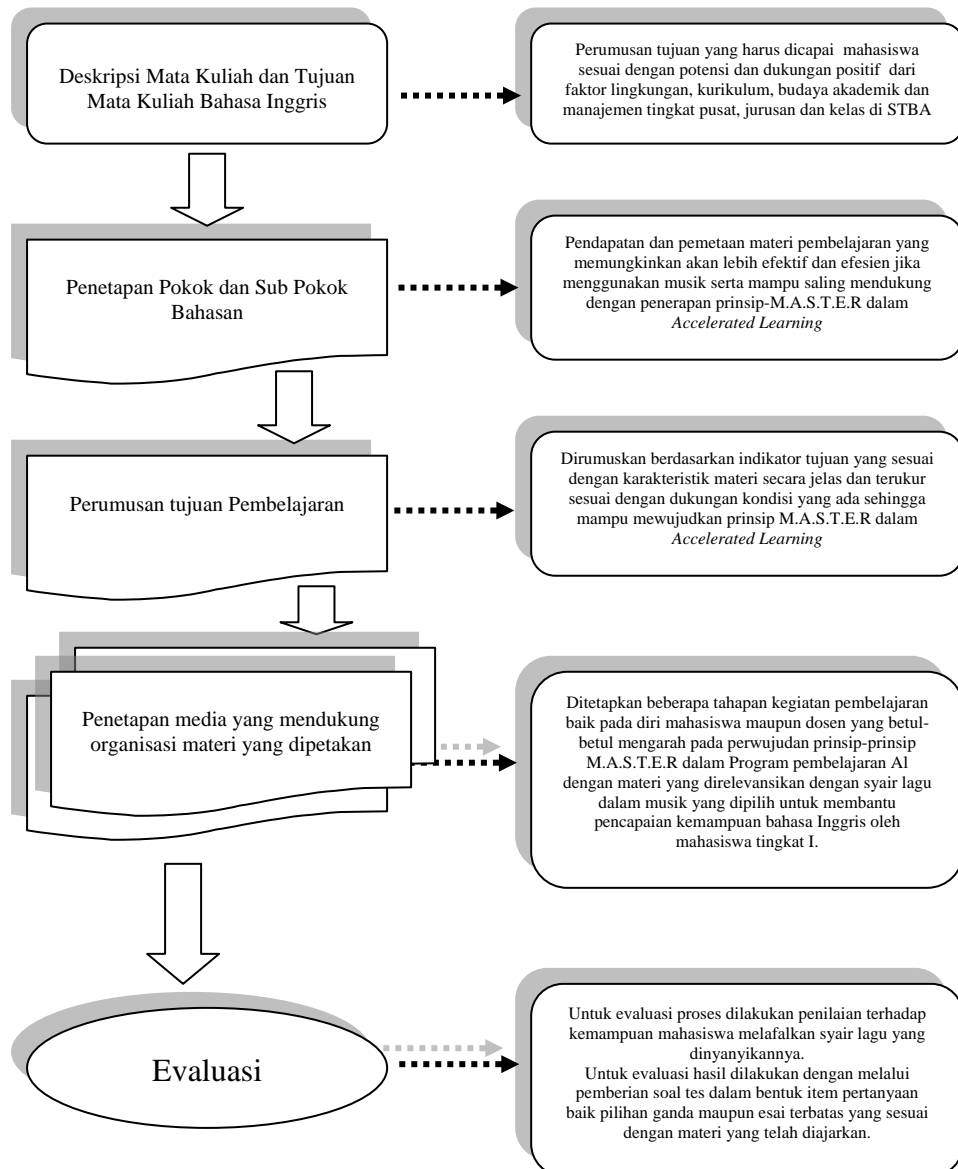 Deskripsi Mata Kuliah dan Tujuan
Mata Kuliah Bahasa Inggris
Perumusan tujuan yang harus dicapai mahasiswa
sesuai dengan potensi dan dukungan positif dari
faktor lingkungan, kurikulum, budaya akademik dan
manajemen tingkat pusat, jurusan dan kelas di STBA
Penetapan Pokok dan Sub Pokok
Bahasan
Pendapatan dan pemetaan materi pembelajaran yang
memungkinkan akan lebih efektif dan efesien jika
menggunakan musik serta mampu saling mendukung
dengan penerapan prinsip-M.A.S.T.E.R dalam
Accelerated Learning
Perumusan tujuan Pembelajaran
Dirumuskan berdasarkan indikator tujuan yang sesuai
dengan karakteristik materi secara jelas dan terukur
sesuai dengan dukungan kondisi yang ada sehingga
mampu mewujudkan prinsip M.A.S.T.E.R dalam
Accelerated Learning
Penetapan media yang mendukung
organisasi materi yang dipetakan
Ditetapkan beberapa tahapan kegiatan pembelajaran
baik pada diri mahasiswa maupun dosen yang betul-
betul mengarah pada perwujudan prinsip-prinsip
M.A.S.T.E.R dalam Program pembelajaran Al
dengan materi yang direlevansikan dengan syair lagu
dalam musik yang dipilih untuk membantu
pencapaian kemampuan bahasa Inggris oleh
mahasiswa tingkat I.
Evaluasi
Untuk evaluasi proses dilakukan penilaian terhadap
kemampuan mahasiswa melafalkan syair lagu yang
dinyanyikannya.
Untuk evaluasi hasil dilakukan dengan melalui
pemberian soal tes dalam bentuk item pertanyaan
baik pilihan ganda maupun esai terbatas yang sesuai
dengan materi yang telah diajarkan.